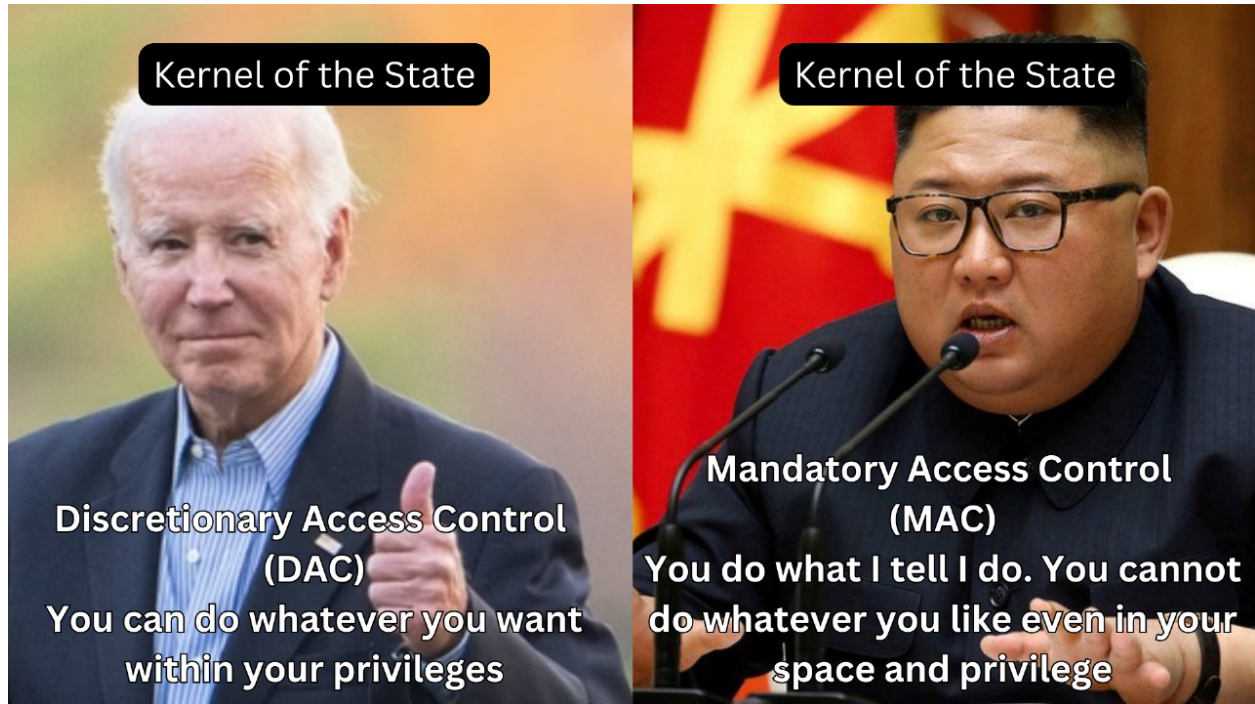 Kernel of the State
Discretionary Access Control
(DAC)
You can do whatever you want
within your privileges
Kernel of the State
Mandatory Access Control
(MAC)
You do what I tell I do. You cannot
do whatever you like even in your
space and privilege